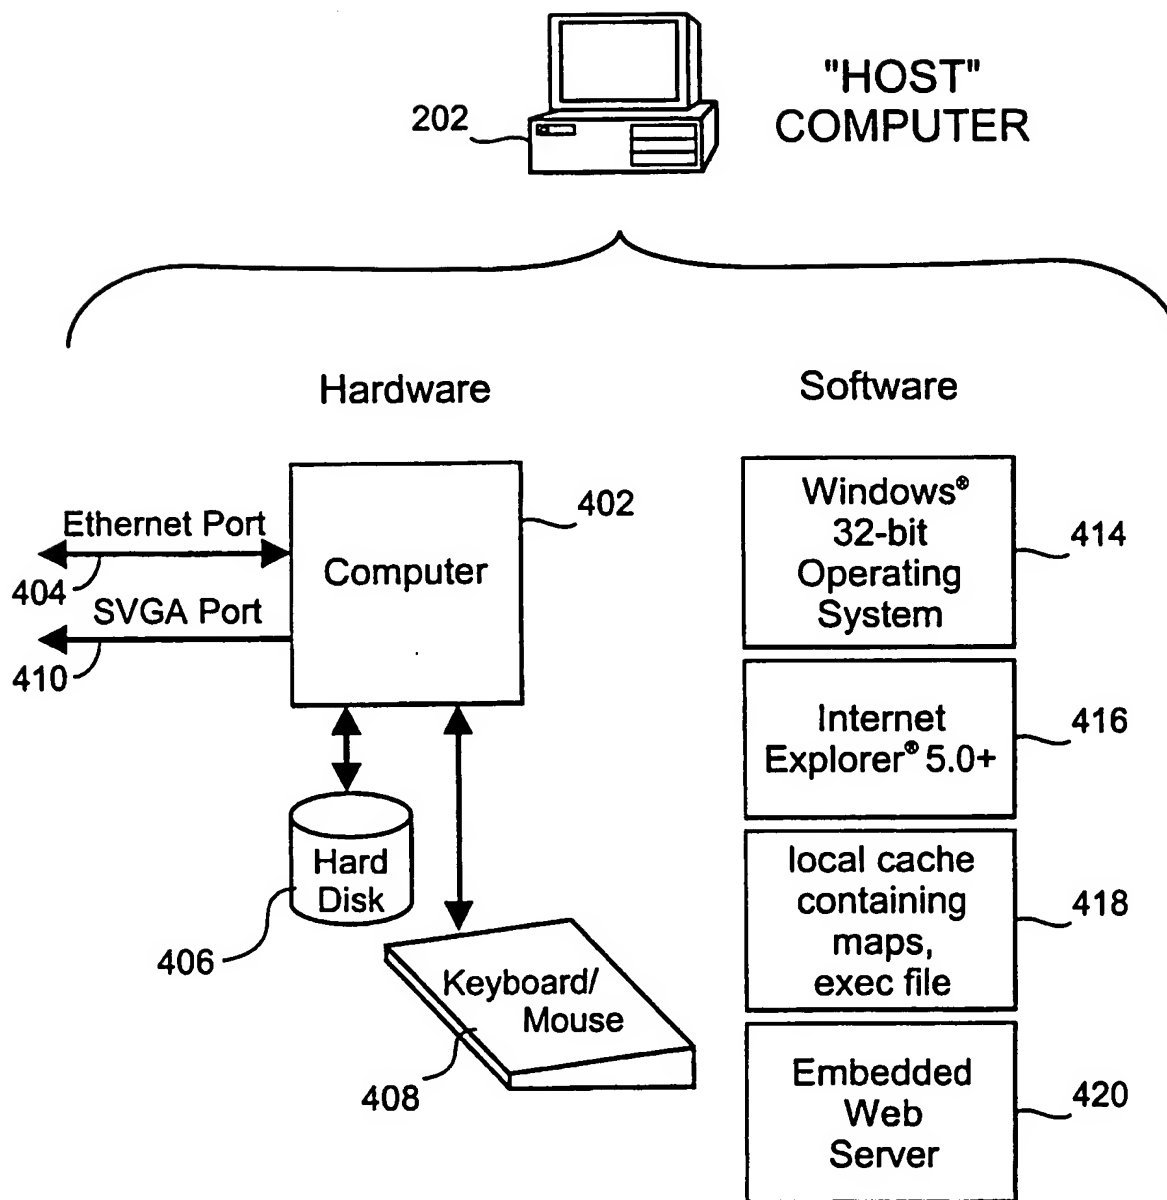 "HOST"
COMPUTER
202
Hardware
Software
Ethernet Port
404
SVGA Port
410
Computer
402
Hard
Disk
406
Keyboard/
Mouse
408
Windows®
32-bit
Operating
System
414
Internet
Explorer® 5.0+
416
local cache
containing
maps,
exec file
418
Embedded
Web
Server
420